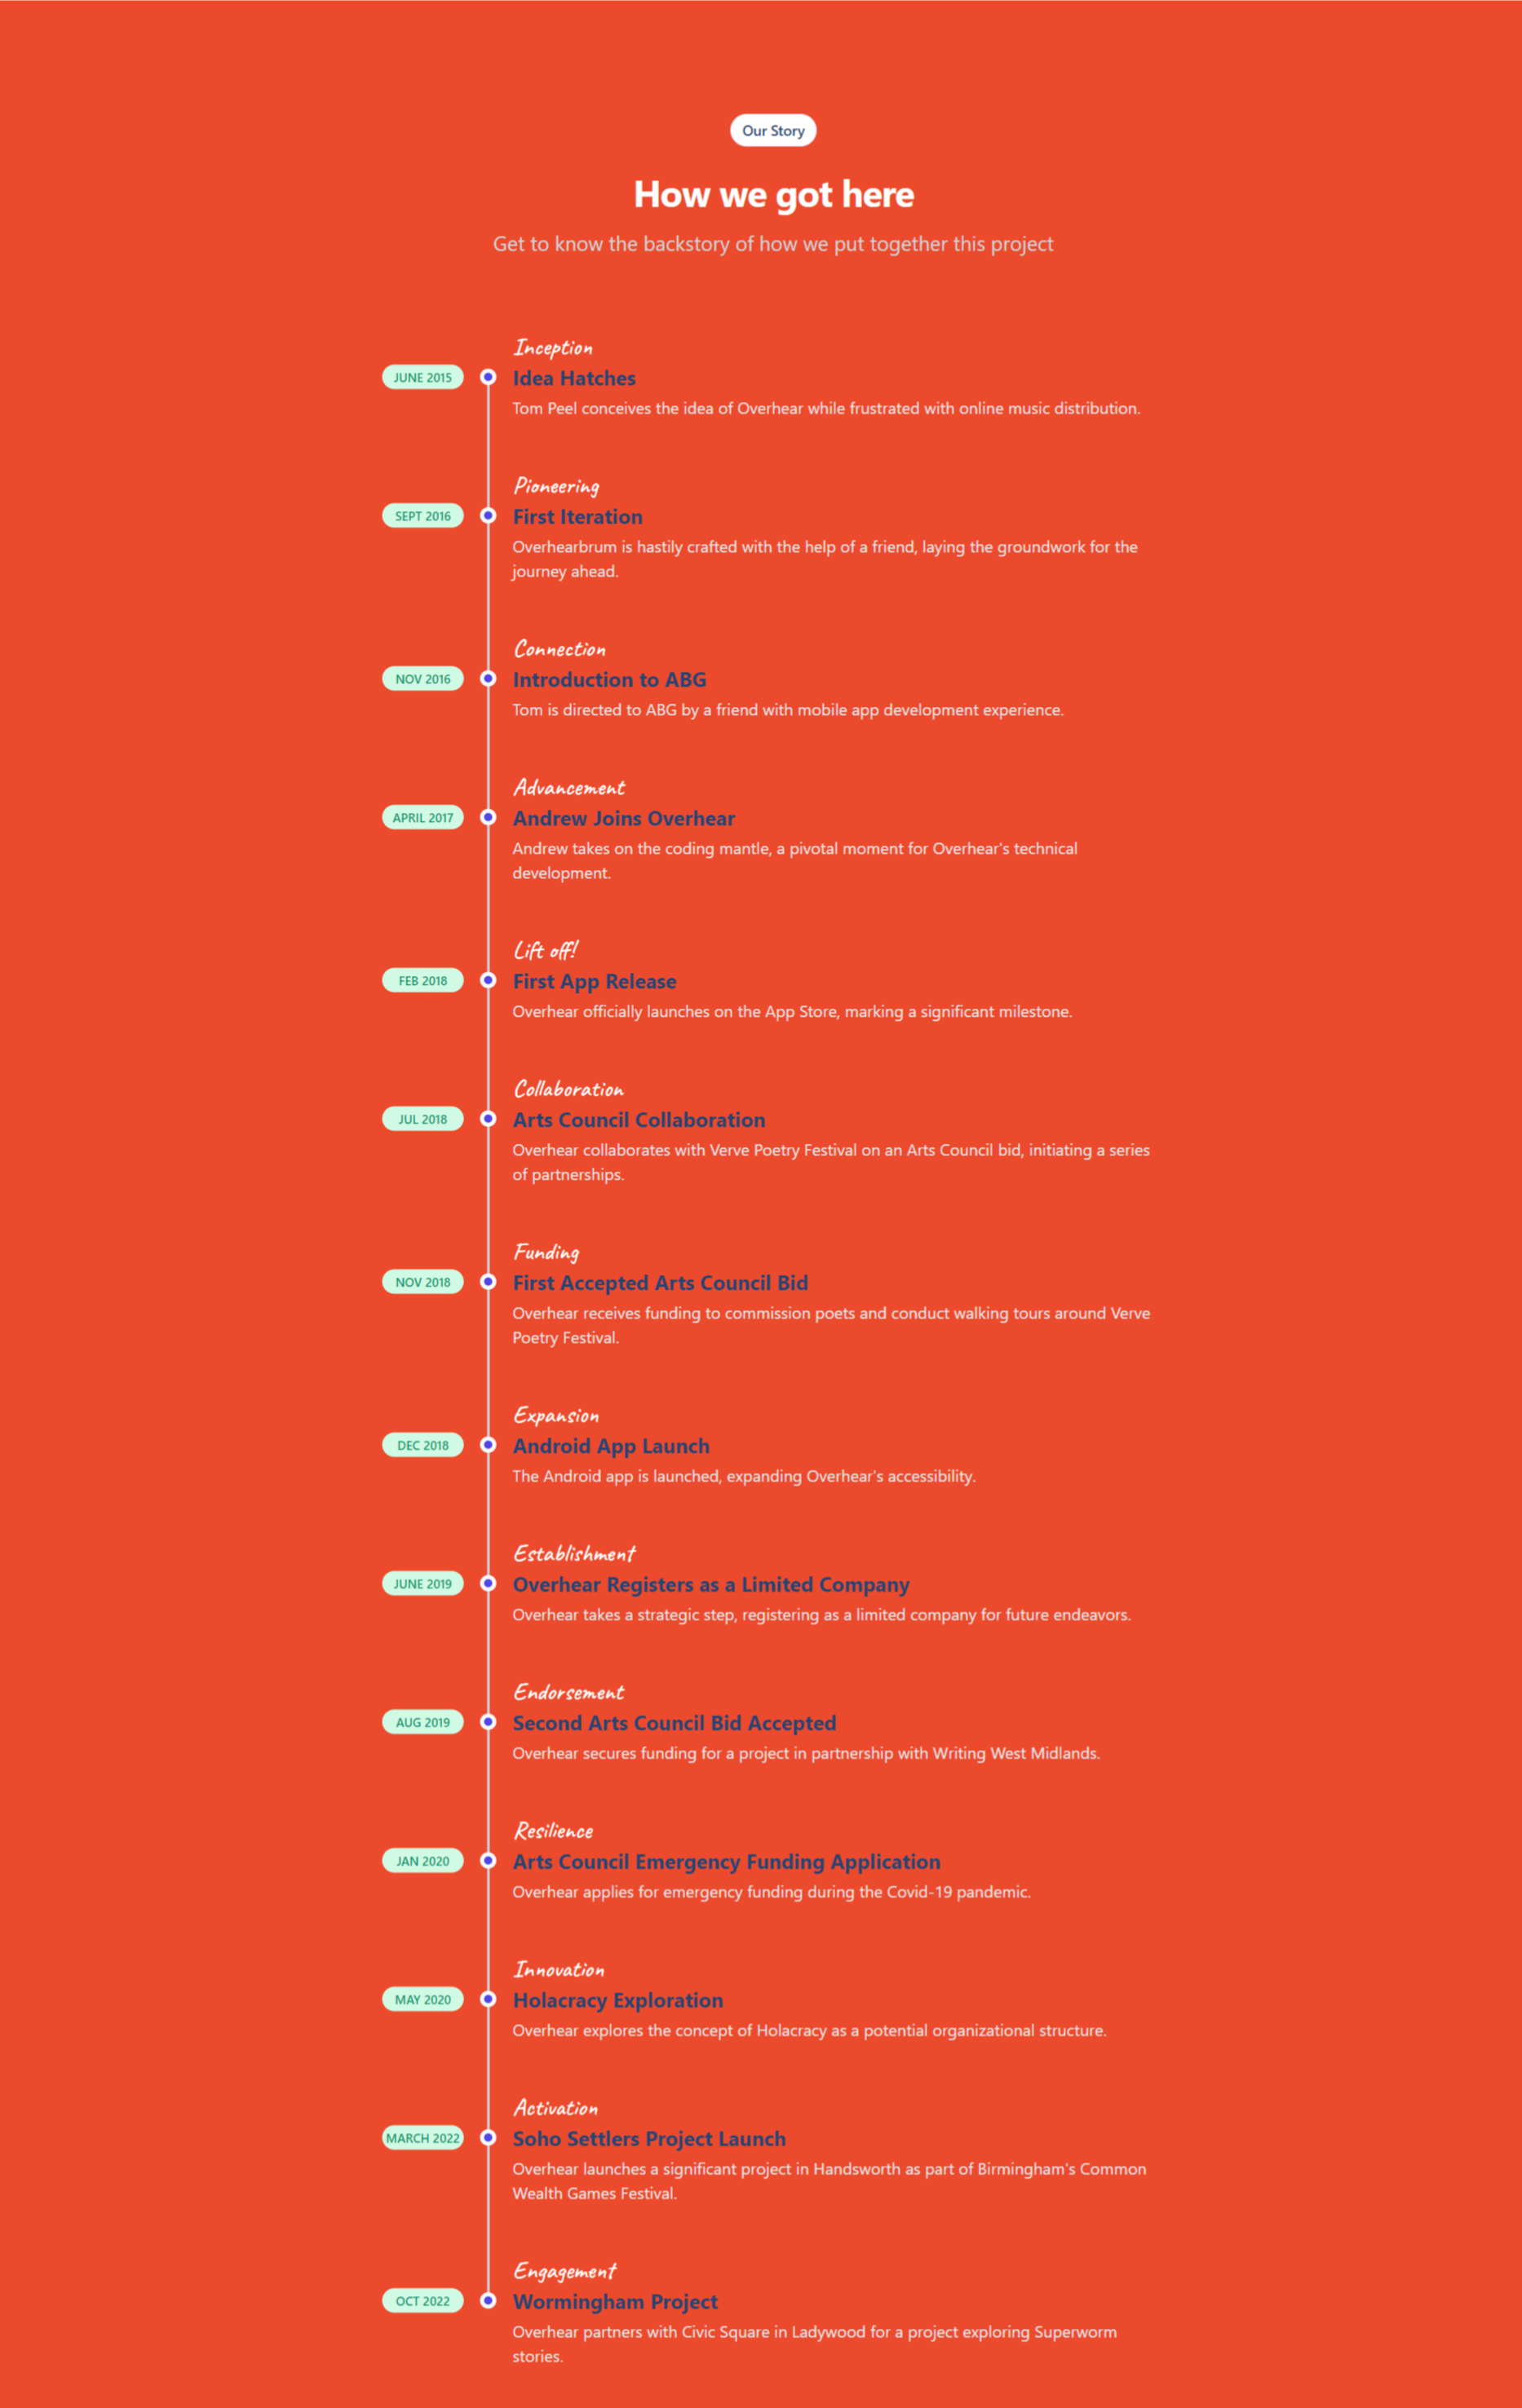 Our Story
How we got here
Get to know the backstory of how we put together this project
Inception
JUNE 2015
Idea Hatches
Tom Peel conceives the idea of Overhear while frustrated with online music distribution.
Pioneering
SEPT 2016
First Iteration
Overhearbrum is hastily crafted with the help of a friend, laying the groundwork for the
journey ahead.
Connection
NOV 2016
Introduction to ABG
Tom is directed to ABG by a friend with mobile app development experience.
Advancement
APRIL 2017
Andrew Joins Overhear
Andrew takes on the coding mantle, a pivotal moment for Overhear's technical
development.
Lift off!
FEB 2018
First App Release
Overhear officially launches on the App Store, marking a significant milestone.
Collaboration
JUL 2018
Arts Council Collaboration
Overhear collaborates with Verve Poetry Festival on an Arts Council bid, initiating a series
of partnerships.
Funding
NOV 2018
First Accepted Arts Council Bid
Overhear receives funding to commission poets and conduct walking tours around Verve
Poetry Festival.
Expansion
DEC 2018
Android App Launch
The Android app is launched, expanding Overhear's accessibility.
Establishment
JUNE 2019
Overhear Registers as a Limited Company
Overhear takes a strategic step, registering as a limited company for future endeavors.
Endorsement
AUG 2019
Second Arts Council Bid Accepted
Overhear secures funding for a project in partnership with Writing West Midlands.
Resilience
JAN 2020
Arts Council Emergency Funding Application
Overhear applies for emergency funding during the Covid-19 pandemic.
Innovation
MAY 2020
Holacracy Exploration
Overhear explores the concept of Holacracy as a potential organizational structure.
Activation
MARCH 2022
Soho Settlers Project Launch
Overhear launches a significant project in Handsworth as part of Birmingham's Common
Wealth Games Festival.
Engagement
OCT 2022
Wormingham Project
Overhear partners with Civic Square in Ladywood for a project exploring Superworm
stories.